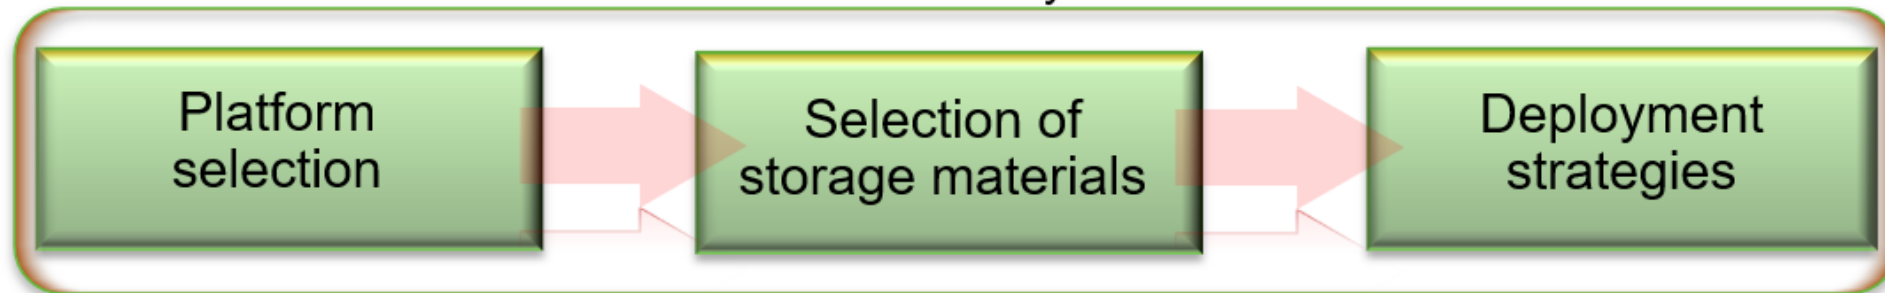 Platform
selection
Selection of
storage materials
Deployment
strategies